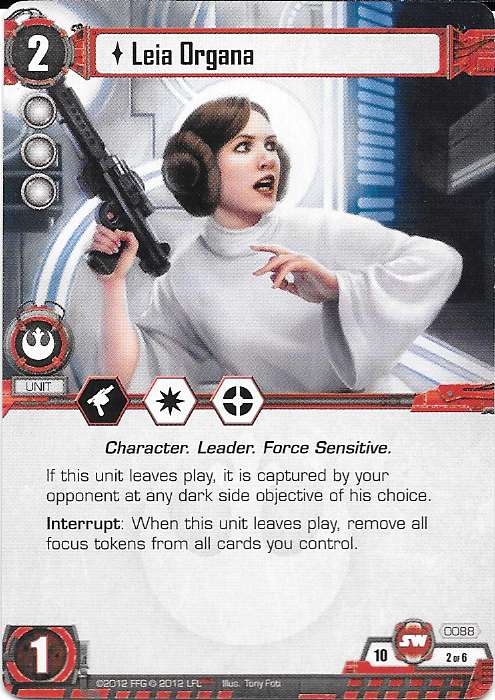 2
Leia Organa
UNIT
Character. Leader. Force Sensitive.
If this unit leaves play, it is captured by your
opponent at any dark side objective of his choice.
Interrupt: When this unit leaves play, remove all
focus tokens from all cards you control.
1
SW
0088
10
2 OF 6
©2012 FFG ©2012 LFL Illus. Tony Foti